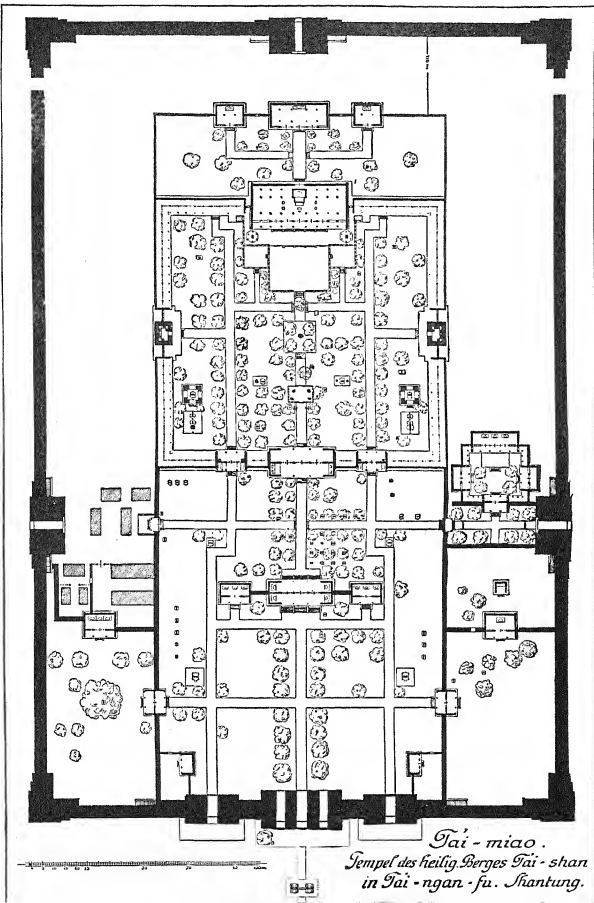 Tai - miao .
Tempel des heilig. Berges Tai - shan
in Tai - ngan - fu. Shantung.